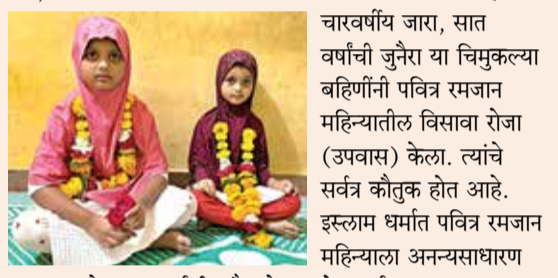 चारवर्षीय जारा, सात
वर्षांची जुनैरा या चिमुकल्या
बहिणींनी पवित्र रमजान
महिन्यातील विसावा रोजा
(उपवास) केला. त्यांचे
सर्वत्र कौतुक होत आहे.
इस्लाम धर्मात पवित्र रमजान
महिन्याला अनन्यसाधारण